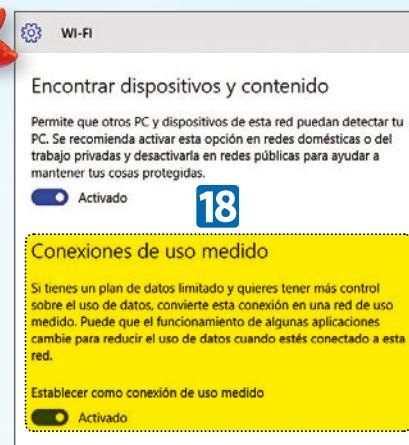 WI-FI
Encontrar dispositivos y contenido
Permite que otros PC y dispositivos de esta red puedan detectar tu
PC. Se recomienda activar esta opción en redes domésticas o del
trabajo privadas y desactivarla en redes públicas para ayudar a
mantener tus cosas protegidas.
Activado
18
Conexiones de uso medido
Si tienes un plan de datos limitado y quieres tener más control
sobre el uso de datos, convierte esta conexión en una red de uso
medido. Puede que el funcionamiento de algunas aplicaciones
cambie para reducir el uso de datos cuando estés conectado a esta
red.
Establecer como conexión de uso medido
Activado